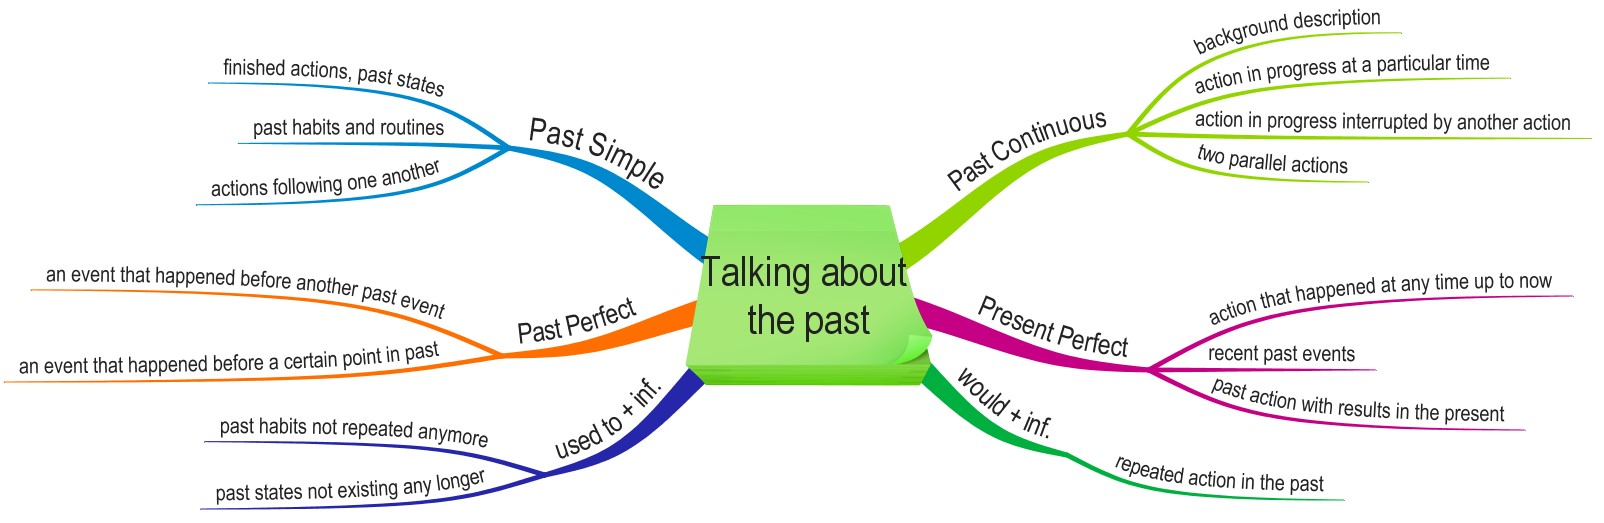 Talking about
the past
Past Simple
finished actions, past states
past habits and routines
actions following one another
Past Perfect
an event that happened before another past event
an event that happened before a certain point in past
used to + inf.
past habits not repeated anymore
past states not existing any longer
Past Continuous
background description
action in progress at a particular time
action in progress interrupted by another action
two parallel actions
Present Perfect
action that happened at any time up to now
recent past events
past action with results in the present
would + inf.
repeated action in the past